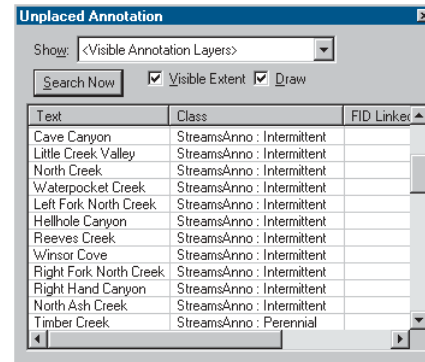 Unplaced Annotation
Show: <Visible Annotation Layers>
Search Now Visible Extent Draw
Text Class FID Linked
Cave Canyon StreamsAnno : Intermittent
Little Creek Valley StreamsAnno : Intermittent
North Creek StreamsAnno : Intermittent
Waterpocket Creek StreamsAnno : Intermittent
Left Fork North Creek StreamsAnno : Intermittent
Hellhole Canyon StreamsAnno : Intermittent
Reeves Creek StreamsAnno : Intermittent
Winsor Cove StreamsAnno : Intermittent
Right Fork North Creek StreamsAnno : Intermittent
Right Hand Canyon StreamsAnno : Intermittent
North Ash Creek StreamsAnno : Intermittent
Timber Creek StreamsAnno : Perennial